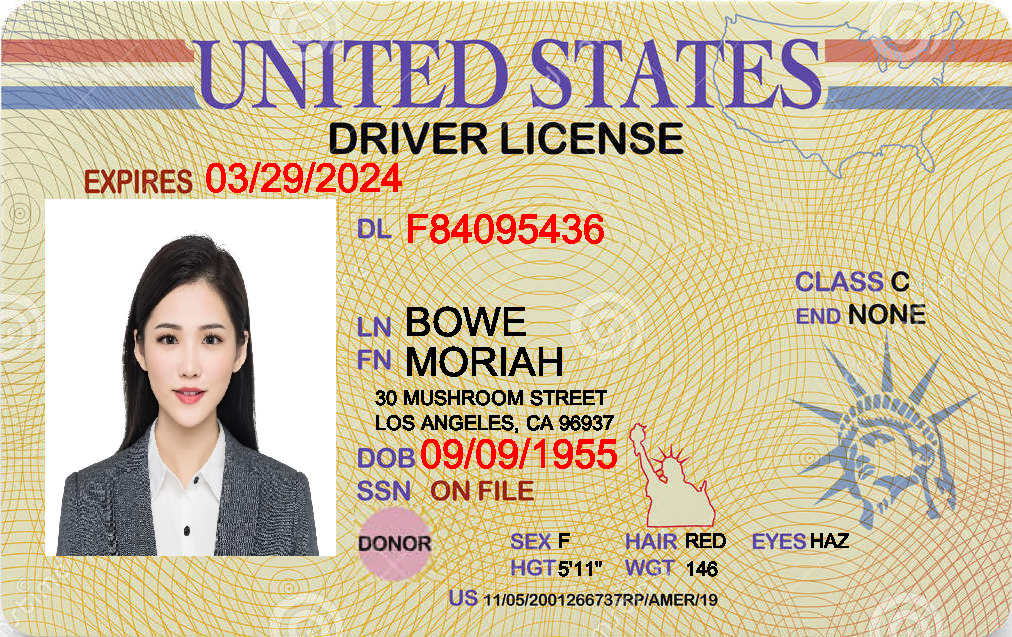 UNITED STATES
DRIVER LICENSE
EXPIRES 03/29/2024
DL F84095436
CLASS C
END NONE
LN BOWE
FN MORIAH
30 MUSHROOM STREET
LOS ANGELES, CA 96937
DOB 09/09/1955
SSN ON FILE
DONOR
SEX F HAIR RED EYES HAZ
HGT 5'11" WGT 146
US 11/05/2001266737RP/AMER/19